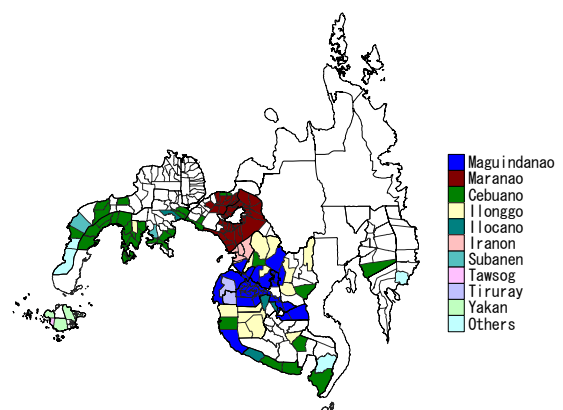 Maguindanao
Maranao
Cebuano
Ilonggo
Ilocano
Iranon
Subanen
Tawsog
Tiruray
Yakan
Others